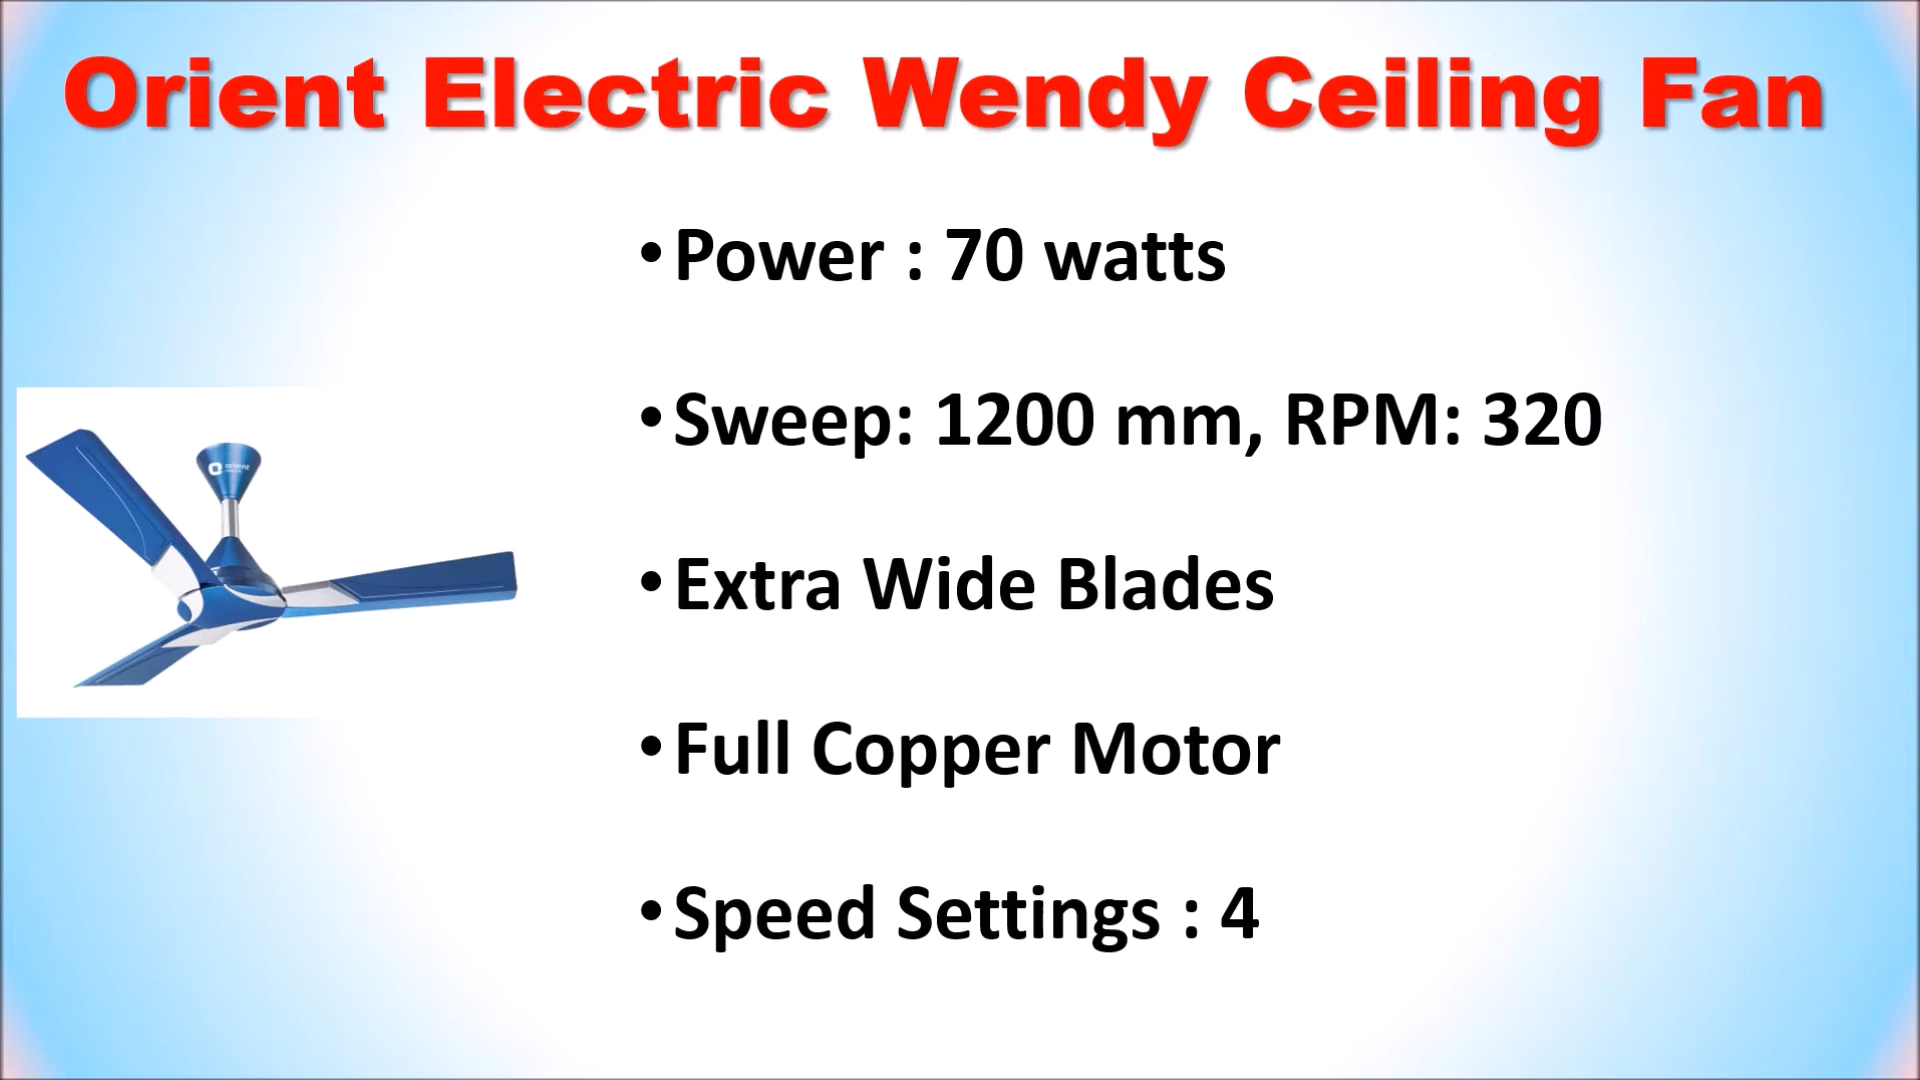 Orient Electric Wendy Ceiling Fan
•Power : 70 watts
•Sweep: 1200 mm, RPM: 320
orient
•Extra Wide Blades
•Full Copper Motor
•Speed Settings : 4